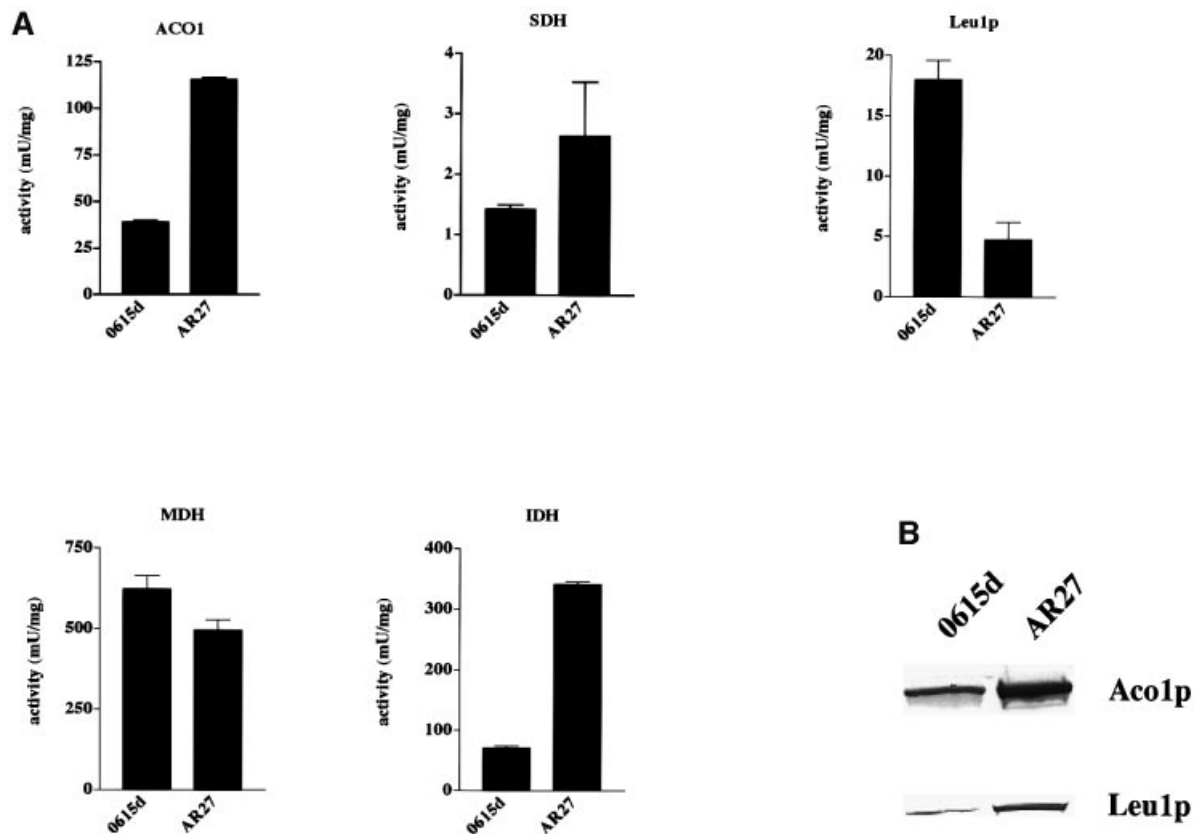 A
ACO1
activity (mU/mg)
125
100
75
50
25
0
0615d AR27
SDH
activity (mU/mg)
4
3
2
1
0
0615d AR27
Leu1p
activity (mU/mg)
20
15
10
5
0
0615d AR27
MDH
activity (mU/mg)
750
500
250
0
0615d AR27
IDH
activity (mU/mg)
400
300
200
100
0
0615d AR27
B
0615d AR27
Aco1p
Leu1p